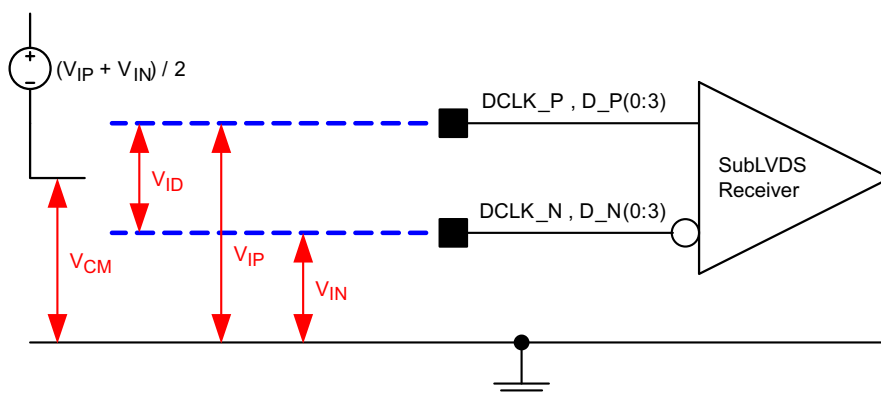 +
−
(VIP + VIN) / 2
DCLK_P , D_P(0:3)
SubLVDS
Receiver
VID
DCLK_N , D_N(0:3)
VCM
VIP
VIN